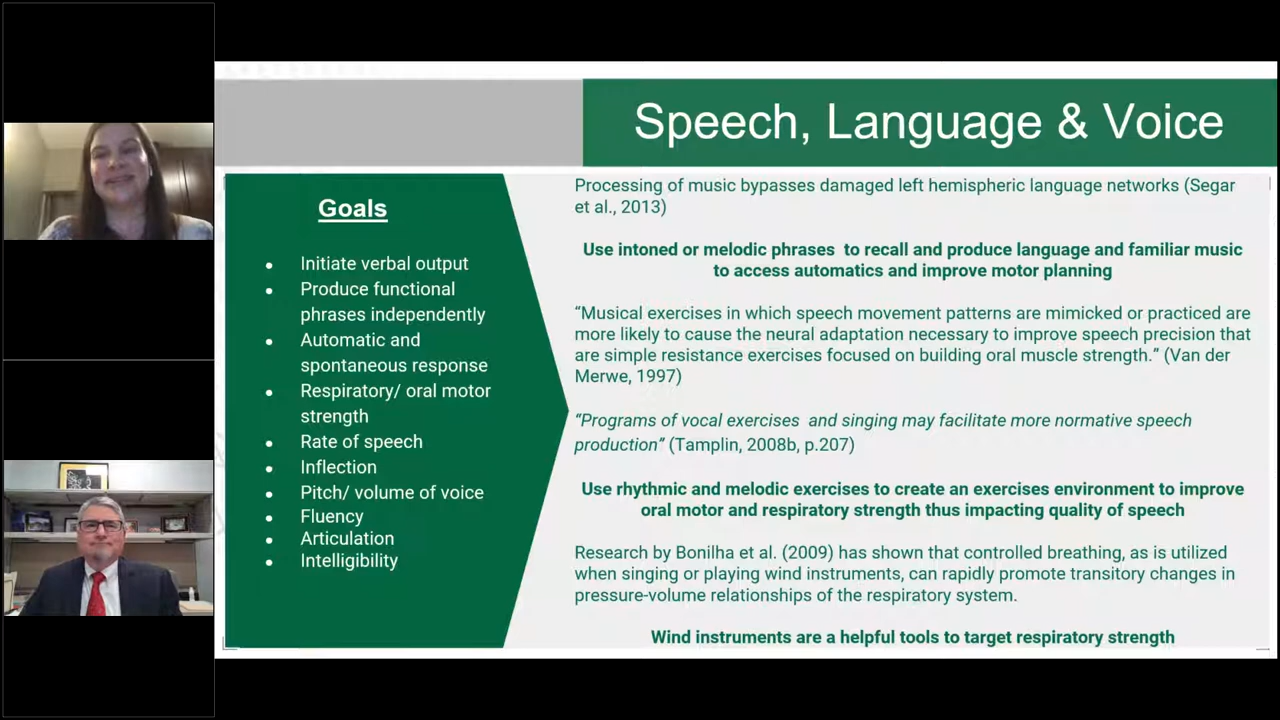 Speech, Language & Voice
Goals
Initiate verbal output
Produce functional
phrases independently
Automatic and
spontaneous response
Respiratory/ oral motor
strength
Rate of speech
Inflection
Pitch/ volume of voice
Fluency
Articulation
Intelligibility
Processing of music bypasses damaged left hemispheric language networks (Segar
et al., 2013)
Use intoned or melodic phrases to recall and produce language and familiar music
to access automatics and improve motor planning
“Musical exercises in which speech movement patterns are mimicked or practiced are
more likely to cause the neural adaptation necessary to improve speech precision that
are simple resistance exercises focused on building oral muscle strength.” (Van der
Merwe, 1997)
“Programs of vocal exercises and singing may facilitate more normative speech
production” (Tamplin, 2008b, p.207)
Use rhythmic and melodic exercises to create an exercises environment to improve
oral motor and respiratory strength thus impacting quality of speech
Research by Bonilha et al. (2009) has shown that controlled breathing, as is utilized
when singing or playing wind instruments, can rapidly promote transitory changes in
pressure-volume relationships of the respiratory system.
Wind instruments are a helpful tools to target respiratory strength